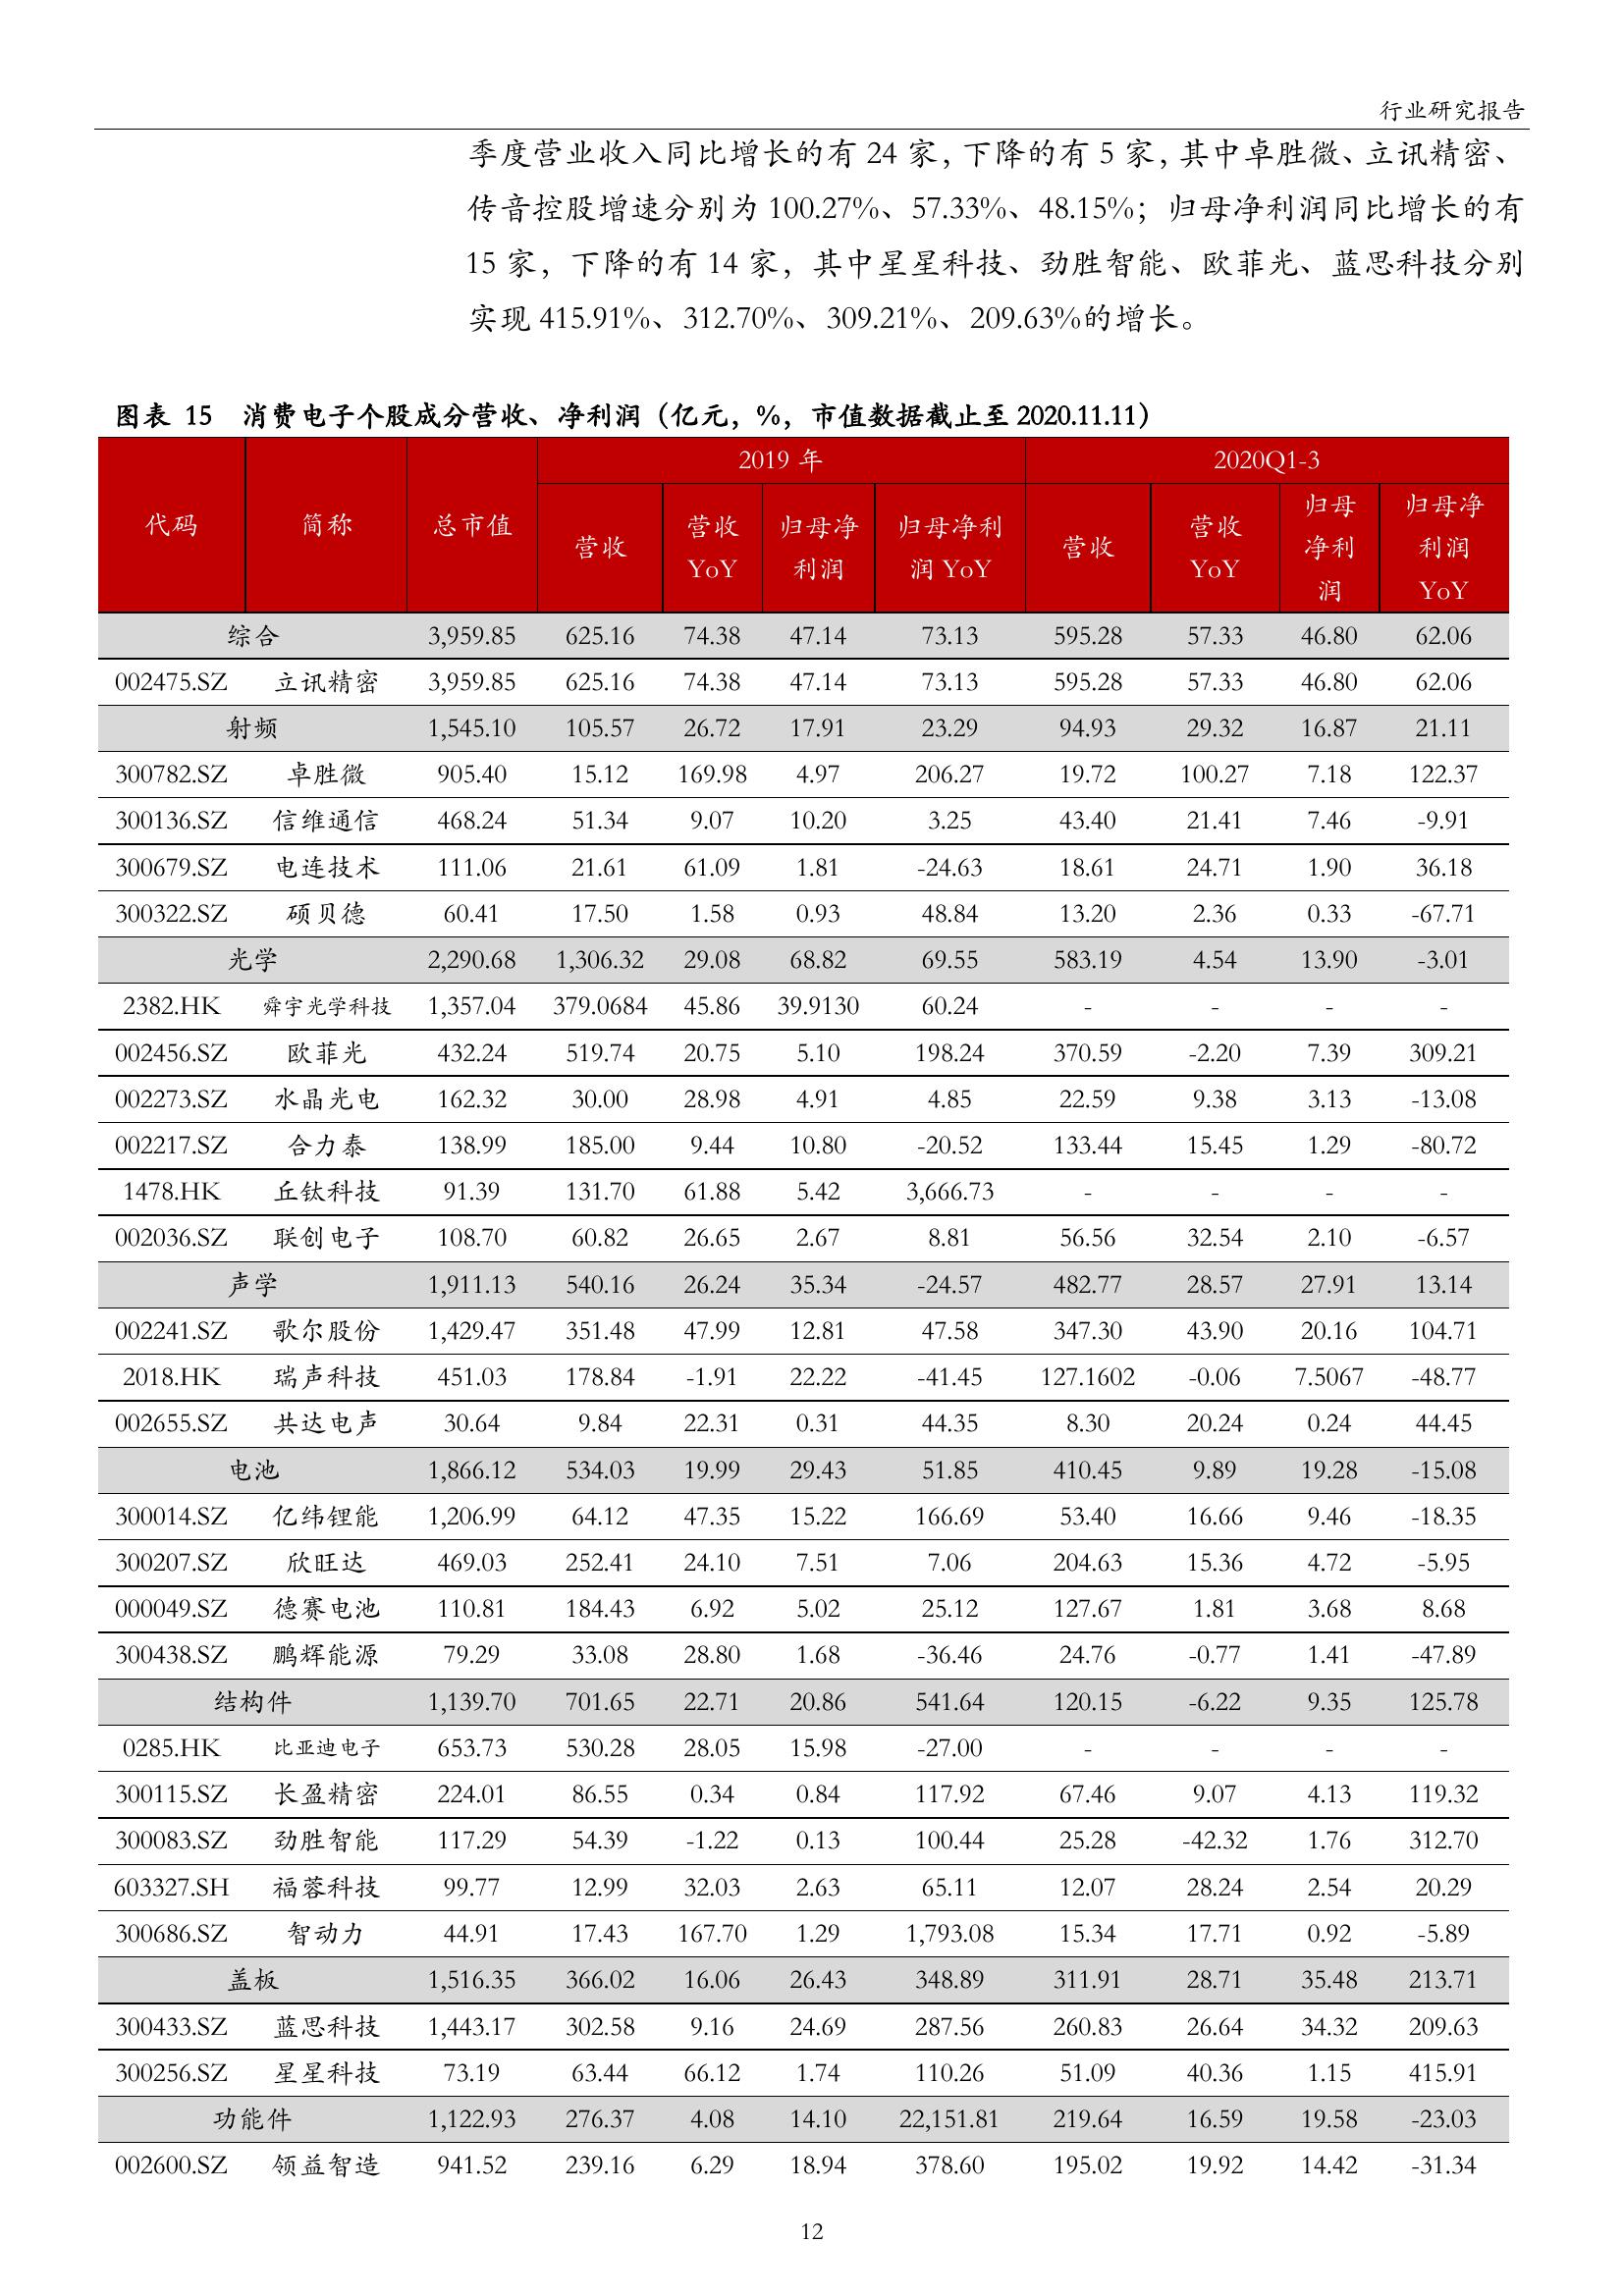 行业研究报告
季度营业收入同比增长的有 24 家，下降的有 5 家，其中卓胜微、立讯精密、
传音控股增速分别为 100.27%、57.33%、48.15%；归母净利润同比增长的有
15 家，下降的有 14 家，其中星星科技、劲胜智能、欧菲光、蓝思科技分别
实现 415.91%、312.70%、309.21%、209.63%的增长。
图表 15 消费电子个股成分营收、净利润（亿元，%，市值数据截止至 2020.11.11）
代码 简称 总市值 2019 年 2020Q1-3
营收 营收 YoY 归母净利润 归母净利润 YoY 营收 营收 YoY 归母净利润 归母净利润 YoY
综合 3,959.85 625.16 74.38 47.14 73.13 595.28 57.33 46.80 62.06
002475.SZ 立讯精密 3,959.85 625.16 74.38 47.14 73.13 595.28 57.33 46.80 62.06
射频 1,545.10 105.57 26.72 17.91 23.29 94.93 29.32 16.87 21.11
300782.SZ 卓胜微 905.40 15.12 169.98 4.97 206.27 19.72 100.27 7.18 122.37
300136.SZ 信维通信 468.24 51.34 9.07 10.20 3.25 43.40 21.41 7.46 -9.91
300679.SZ 电连技术 111.06 21.61 61.09 1.81 -24.63 18.61 24.71 1.90 36.18
300322.SZ 硕贝德 60.41 17.50 1.58 0.93 48.84 13.20 2.36 0.33 -67.71
光学 2,290.68 1,306.32 29.08 68.82 69.55 583.19 4.54 13.90 -3.01
2382.HK 舜宇光学科技 1,357.04 379.0684 45.86 39.9130 60.24 - - - -
002456.SZ 欧菲光 432.24 519.74 20.75 5.10 198.24 370.59 -2.20 7.39 309.21
002273.SZ 水晶光电 162.32 30.00 28.98 4.91 4.85 22.59 9.38 3.13 -13.08
002217.SZ 合力泰 138.99 185.00 9.44 10.80 -20.52 133.44 15.45 1.29 -80.72
1478.HK 丘钛科技 91.39 131.70 61.88 5.42 3,666.73 - - - -
002036.SZ 联创电子 108.70 60.82 26.65 2.67 8.81 56.56 32.54 2.10 -6.57
声学 1,911.13 540.16 26.24 35.34 -24.57 482.77 28.57 27.91 13.14
002241.SZ 歌尔股份 1,429.47 351.48 47.99 12.81 47.58 347.30 43.90 20.16 104.71
2018.HK 瑞声科技 451.03 178.84 -1.91 22.22 -41.45 127.1602 -0.06 7.5067 -48.77
002655.SZ 共达电声 30.64 9.84 22.31 0.31 44.35 8.30 20.24 0.24 44.45
电池 1,866.12 534.03 19.99 29.43 51.85 410.45 9.89 19.28 -15.08
300014.SZ 亿纬锂能 1,206.99 64.12 47.35 15.22 166.69 53.40 16.66 9.46 -18.35
300207.SZ 欣旺达 469.03 252.41 24.10 7.51 7.06 204.63 15.36 4.72 -5.95
000049.SZ 德赛电池 110.81 184.43 6.92 5.02 25.12 127.67 1.81 3.68 8.68
300438.SZ 鹏辉能源 79.29 33.08 28.80 1.68 -36.46 24.76 -0.77 1.41 -47.89
结构件 1,139.70 701.65 22.71 20.86 541.64 120.15 -6.22 9.35 125.78
0285.HK 比亚迪电子 653.73 530.28 28.05 15.98 -27.00 - - - -
300115.SZ 长盈精密 224.01 86.55 0.34 0.84 117.92 67.46 9.07 4.13 119.32
300083.SZ 劲胜智能 117.29 54.39 -1.22 0.13 100.44 25.28 -42.32 1.76 312.70
603327.SH 福蓉科技 99.77 12.99 32.03 2.63 65.11 12.07 28.24 2.54 20.29
300686.SZ 智动力 44.91 17.43 167.70 1.29 1,793.08 15.34 17.71 0.92 -5.89
盖板 1,516.35 366.02 16.06 26.43 348.89 311.91 28.71 35.48 213.71
300433.SZ 蓝思科技 1,443.17 302.58 9.16 24.69 287.56 260.83 26.64 34.32 209.63
300256.SZ 星星科技 73.19 63.44 66.12 1.74 110.26 51.09 40.36 1.15 415.91
功能件 1,122.93 276.37 4.08 14.10 22,151.81 219.64 16.59 19.58 -23.03
002600.SZ 领益智造 941.52 239.16 6.29 18.94 378.60 195.02 19.92 14.42 -31.34
12